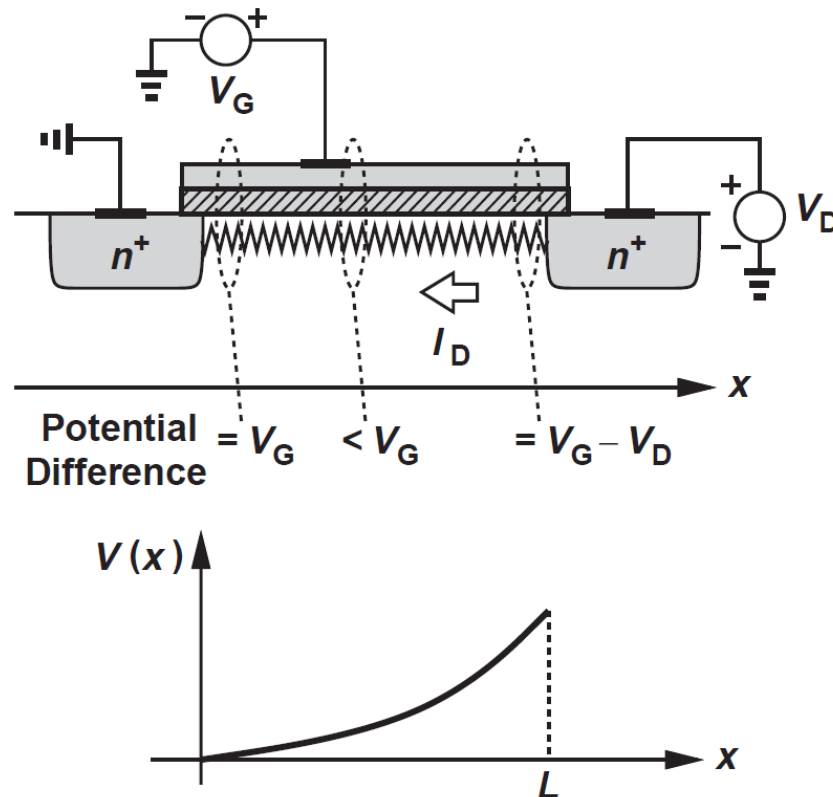 − +
V_G
n⁺
n⁺
+
−
V_D
I_D
x
Potential Difference
= V_G < V_G = V_G − V_D
V(x)
x
L